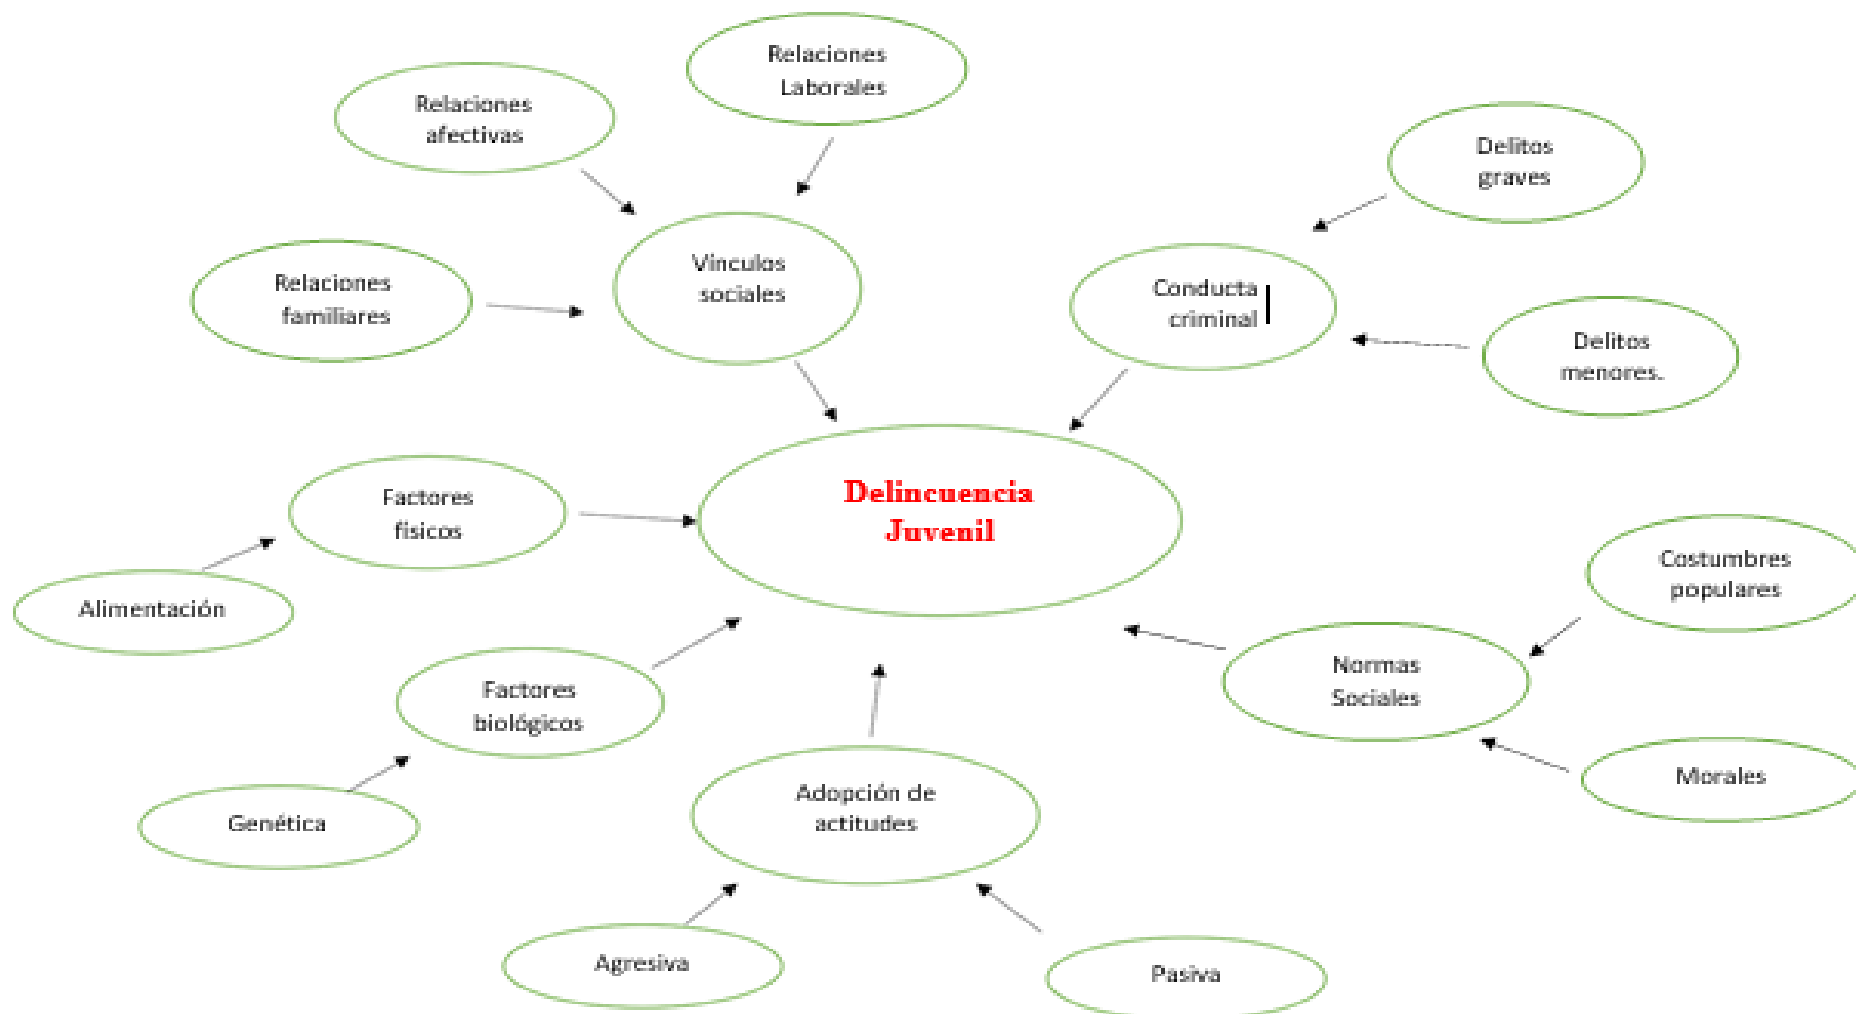 Relaciones
Laborales
Relaciones
afectivas
Delitos
graves
Vinculos
sociales
Relaciones
familiares
Conducta
criminal
Delitos
menores.
Delincuencia
Juvenil
Factores
fisicos
Alimentación
Costumbres
populares
Normas
Sociales
Factores
biológicos
Morales
Adopción de
actitudes
Genética
Agresiva
Pasiva